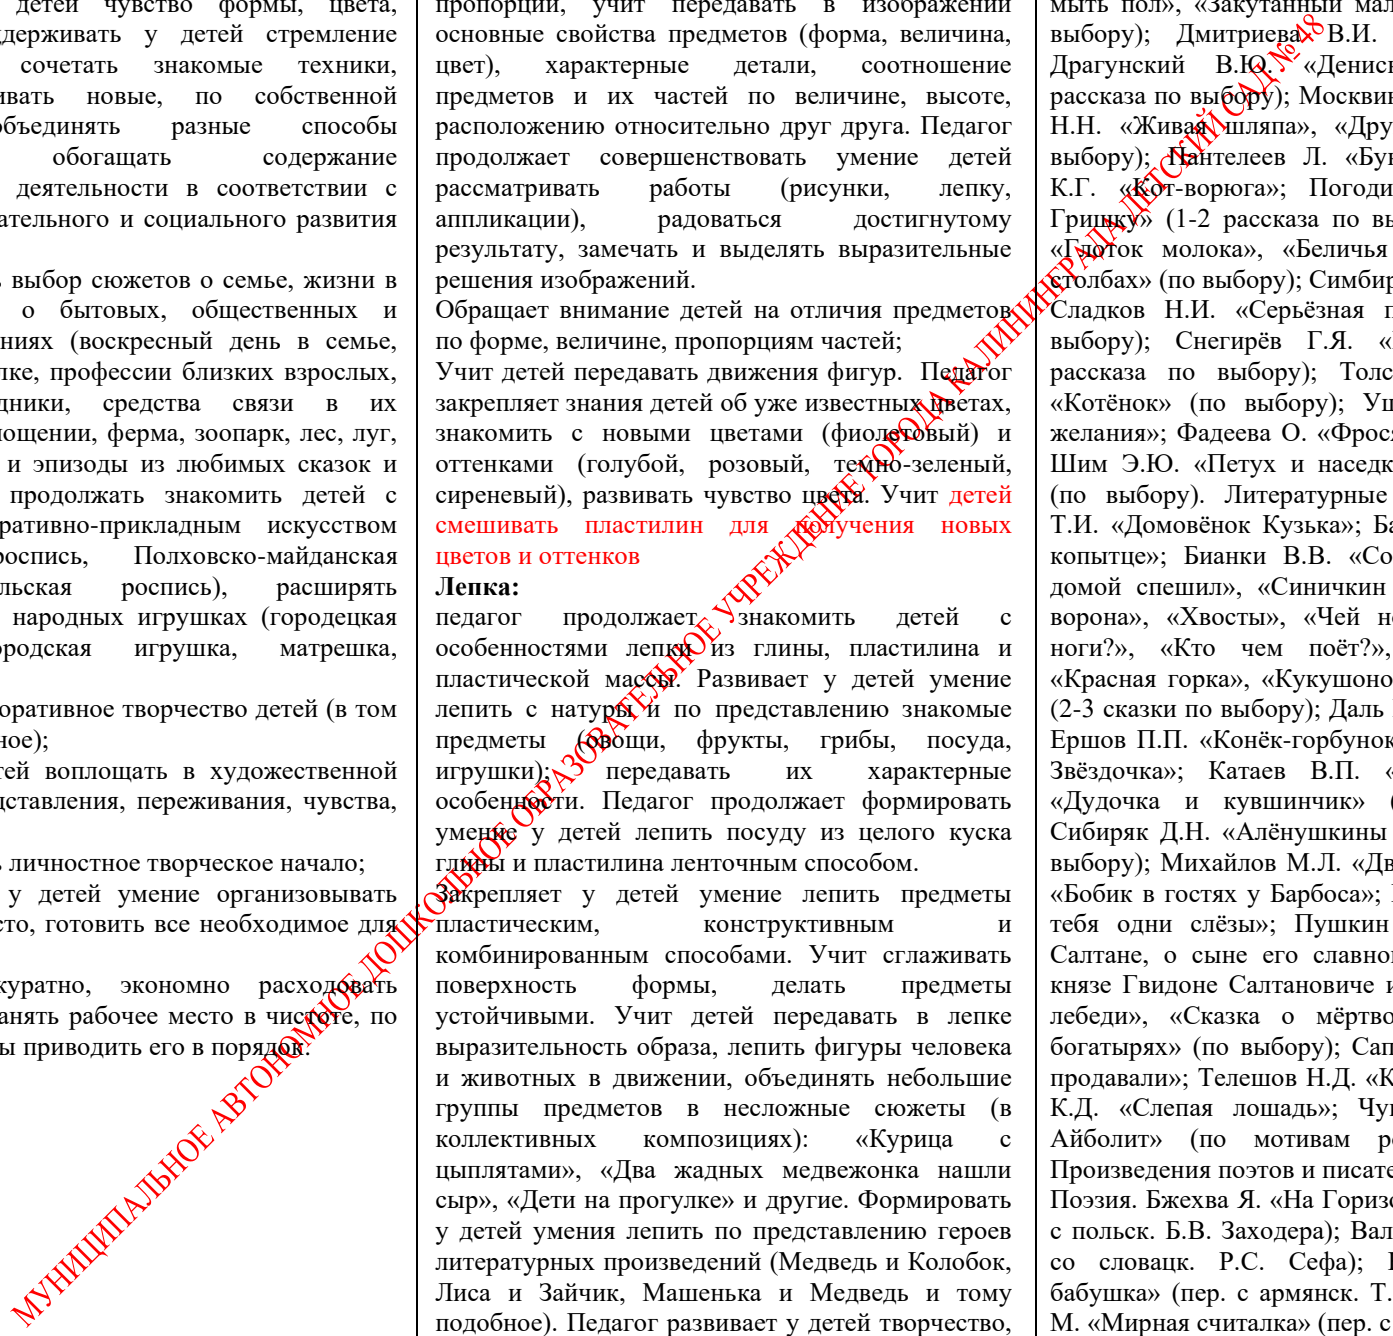 детей чувство формы, цвета,
держивать у детей стремление
сочетать знакомые техники,
ивать новые, по собственной
объединять разные способы
обогащать содержание
деятельности в соответствии с
ательного и социального развития
выбор сюжетов о семье, жизни в
о бытовых, общественных и
ниях (воскресный день в семье,
лке, профессии близких взрослых,
дники, средства связи в их
лощении, ферма, зоопарк, лес, луг,
и эпизоды из любимых сказок и
продолжать знакомить детей с
ративно-прикладным искусством
роспись, Полховско-майданская
льская роспись), расширять
народных игрушках (городецкая
ородская игрушка, матрешка,
оративное творчество детей (в том
ное);
тей воплощать в художественной
дставления, переживания, чувства,
ь личностное творческое начало;
у детей умение организовывать
сто, готовить все необходимое для
куратно, экономно расходовать
анять рабочее место в чистоте, по
ы приводить его в порядок.
пропорции, учит передавать в изображении
основные свойства предметов (форма, величина,
цвет), характерные детали, соотношение
предметов и их частей по величине, высоте,
расположению относительно друг друга. Педагог
продолжает совершенствовать умение детей
рассматривать работы (рисунки, лепку,
аппликации), радоваться достигнутому
результату, замечать и выделять выразительные
решения изображений.
Обращает внимание детей на отличия предметов
по форме, величине, пропорциям частей;
Учит детей передавать движения фигур. Педагог
закрепляет знания детей об уже известных цветах,
знакомить с новыми цветами (фиолетовый) и
оттенками (голубой, розовый, темно-зеленый,
сиреневый), развивать чувство цвета. Учит детей
смешивать пластилин для получения новых
цветов и оттенков
Лепка:
педагог продолжает знакомить детей с
особенностями лепки из глины, пластилина и
пластической массы. Развивает у детей умение
лепить с натуры и по представлению знакомые
предметы (овощи, фрукты, грибы, посуда,
игрушки); передавать их характерные
особенности. Педагог продолжает формировать
умение у детей лепить посуду из целого куска
глины и пластилина ленточным способом.
Закрепляет у детей умение лепить предметы
пластическим, конструктивным и
комбинированным способами. Учит сглаживать
поверхность формы, делать предметы
устойчивыми. Учит детей передавать в лепке
выразительность образа, лепить фигуры человека
и животных в движении, объединять небольшие
группы предметов в несложные сюжеты (в
коллективных композициях): «Курица с
цыплятами», «Два жадных медвежонка нашли
сыр», «Дети на прогулке» и другие. Формировать
у детей умения лепить по представлению героев
литературных произведений (Медведь и Колобок,
Лиса и Зайчик, Машенька и Медведь и тому
подобное). Педагог развивает у детей творчество,
мыть пол», «Закутанный мал
выбору); Дмитриева В.И.
Драгунский В.Ю. «Дениск
рассказа по выбору); Москвин
Н.Н. «Живая шляпа», «Дру
выбору); Пантелеев Л. «Бук
К.Г. «Кот-ворюга»; Погоди
Гришку» (1-2 рассказа по вы
«Глоток молока», «Беличья
столбах» (по выбору); Симбир
Сладков Н.И. «Серьёзная п
выбору); Снегирёв Г.Я. «
рассказа по выбору); Толс
«Котёнок» (по выбору); Уш
желания»; Фадеева О. «Фрося
Шим Э.Ю. «Петух и наседк
(по выбору). Литературные
Т.И. «Домовёнок Кузька»; Ба
копытце»; Бианки В.В. «Со
домой спешил», «Синичкин
ворона», «Хвосты», «Чей но
ноги?», «Кто чем поёт?»,
«Красная горка», «Кукушоно
(2-3 сказки по выбору); Даль
Ершов П.П. «Конёк-горбунок
Звёздочка»; Катаев В.П. «
«Дудочка и кувшинчик» (
Сибиряк Д.Н. «Алёнушкины
выбору); Михайлов М.Л. «Дв
«Бобик в гостях у Барбоса»;
тебя одни слёзы»; Пушкин
Салтане, о сыне его славно
князе Гвидоне Салтановиче и
лебеди», «Сказка о мёртво
богатырях» (по выбору); Сап
продавали»; Телешов Н.Д. «К
К.Д. «Слепая лошадь»; Чук
Айболит» (по мотивам ро
Произведения поэтов и писате
Поэзия. Бжехва Я. «На Горизо
с польск. Б.В. Заходера); Вал
со словацк. Р.С. Сефа);
бабушка» (пер. с армянск. Т.
М. «Мирная считалка» (пер. с
МУНИЦИПАЛЬНОЕ АВТОНОМНОЕ ДОШКОЛЬНОЕ ОБРАЗОВАТЕЛЬНОЕ УЧРЕЖДЕНИЕ ГОРОДА КАЛИНИНГРАДА ДЕТСКИЙ САД № 48